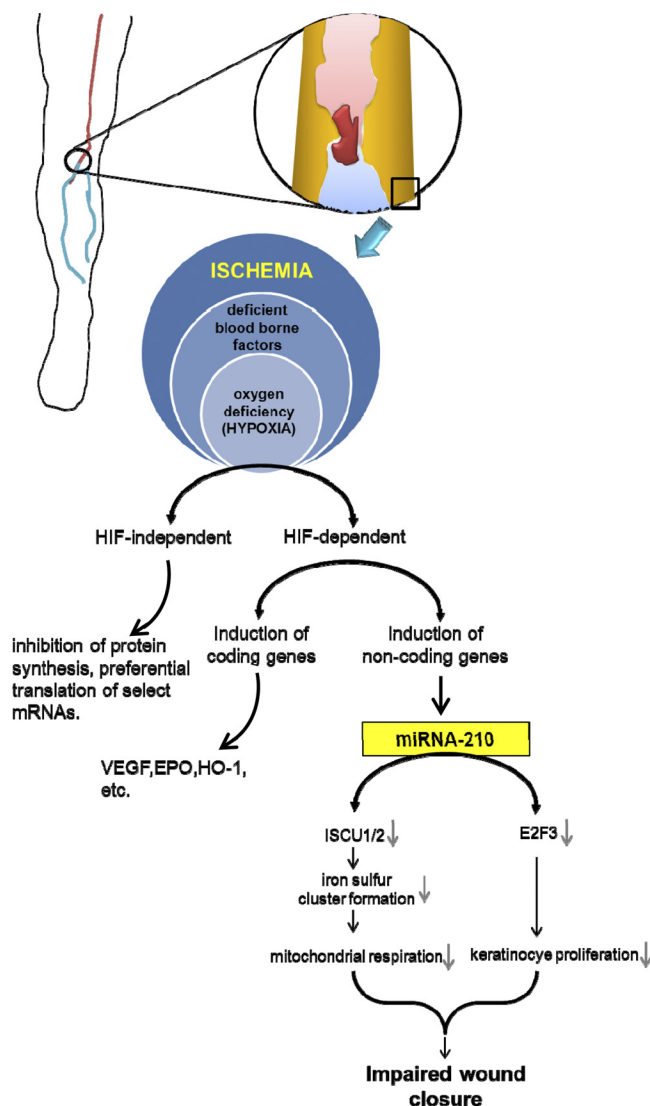 ISCHEMIA
deficient
blood borne
factors
oxygen
deficiency
(HYPOXIA)
HIF-independent
HIF-dependent
inhibition of protein
synthesis, preferential
translation of select
mRNAs.
Induction of
coding genes
Induction of
non-coding genes
VEGF,EPO,HO-1,
etc.
miRNA-210
ISCU1/2
E2F3
iron sulfur
cluster formation
mitochondrial respiration
keratinocye proliferation
Impaired wound
closure